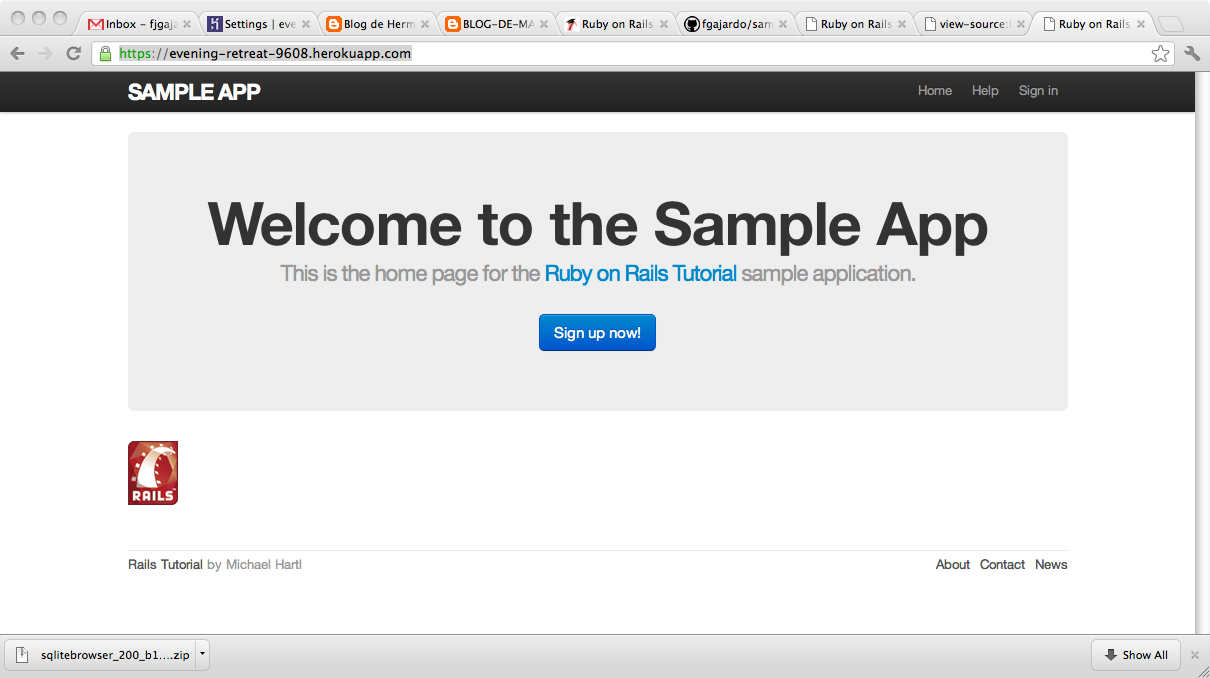 Inbox – fjgaja
Settings | eve
Blog de Herm
BLOG-DE-MA
Ruby on Rails
fgajardo/sam
Ruby on Rails
view-source:
Ruby on Rails
https://evening-retreat-9608.herokuapp.com
SAMPLE APP
Home Help Sign in
Welcome to the Sample App
This is the home page for the Ruby on Rails Tutorial sample application.
Sign up now!
RAILS
Rails Tutorial by Michael Hartl
About Contact News
sqlitebrowser_200_b1....zip
Show All